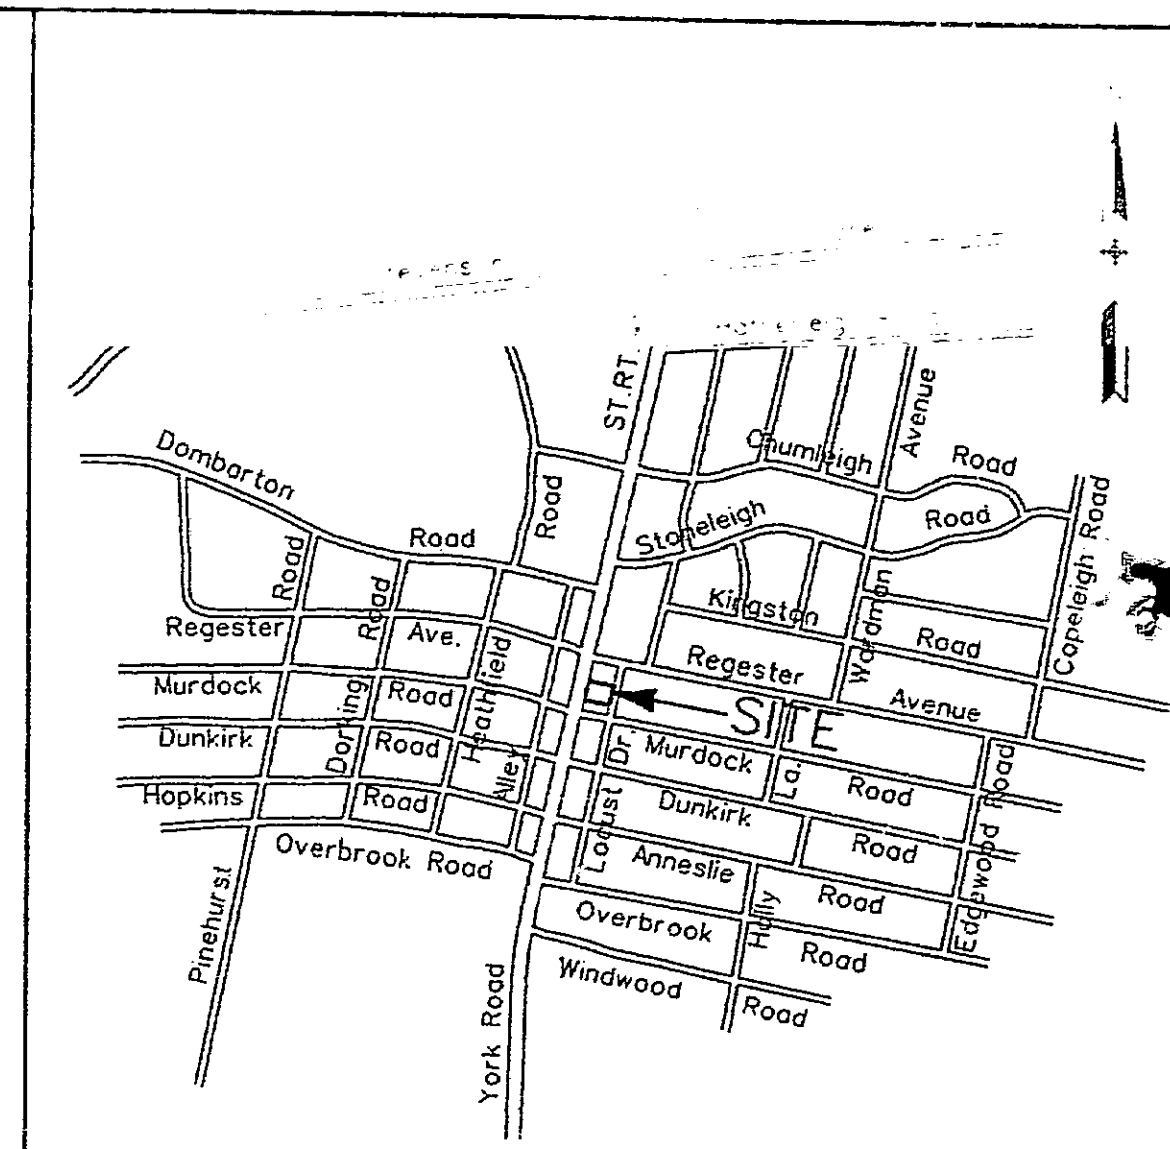 ST.RT.
Avenue
Chumleigh
Road
Dombarton
Road
Road
Stoneleigh
Road
Copeleigh Road
Road
Road
Kingston
Road
Wardman
Regester
Ave.
Heathfield
Regester
Avenue
Murdock
Road
Dorking
SITE
Dunkirk
Road
Alley
Dr.
Murdock
Road
La.
Road
Hopkins
Road
Locust
Dunkirk
Road
Edgewood
Overbrook Road
Anneslie
Road
Holly
Pinehurst
Overbrook
Road
Windwood
Road
York Road